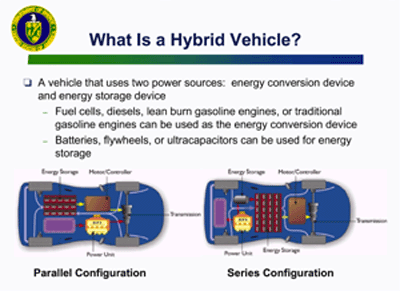 What Is a Hybrid Vehicle?
A vehicle that uses two power sources: energy conversion device
and energy storage device
– Fuel cells, diesels, lean burn gasoline engines, or traditional
gasoline engines can be used as the energy conversion device
– Batteries, flywheels, or ultracapacitors can be used for energy
storage
Energy Storage Motor/Controller
Transmission
Power Unit
Parallel Configuration
Energy Storage Motor/Controller
Transmission
Energy Storage
Power Unit
Series Configuration